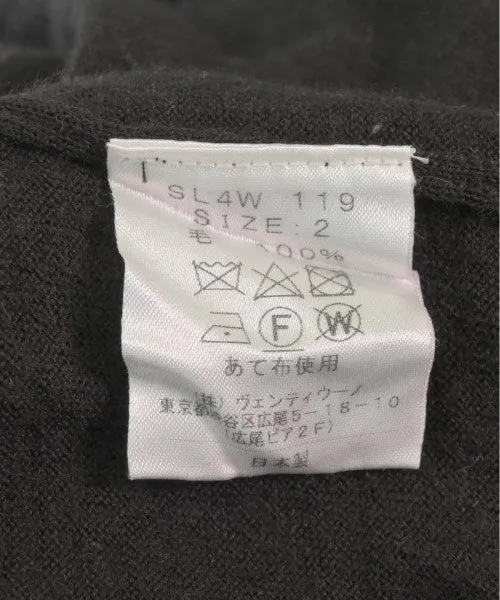 SL4W 119
SIZE:2
毛 100%
F W
あて布使用
(株) ヴェンティウーノ
東京都渋谷区広尾5-18-10
(広尾ピア2F)
日本製